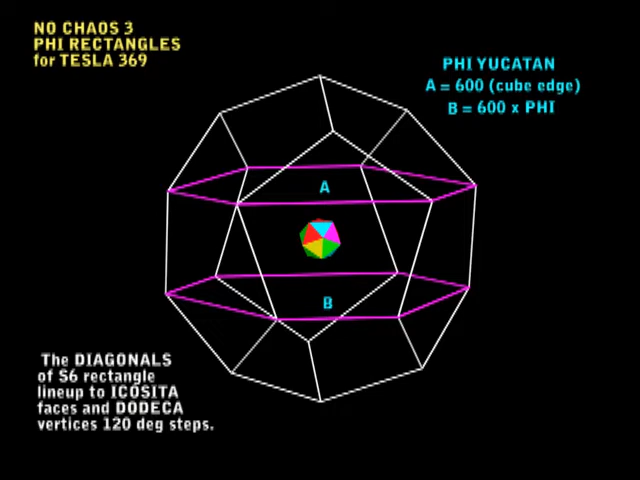 NO CHAOS 3
PHI RECTANGLES
for TESLA 369
PHI YUCATAN
A = 600 (cube edge)
B = 600 x PHI
A
B
The DIAGONALS
of S6 rectangle
lineup to ICOSITA
faces and DODECA
vertices 120 deg steps.